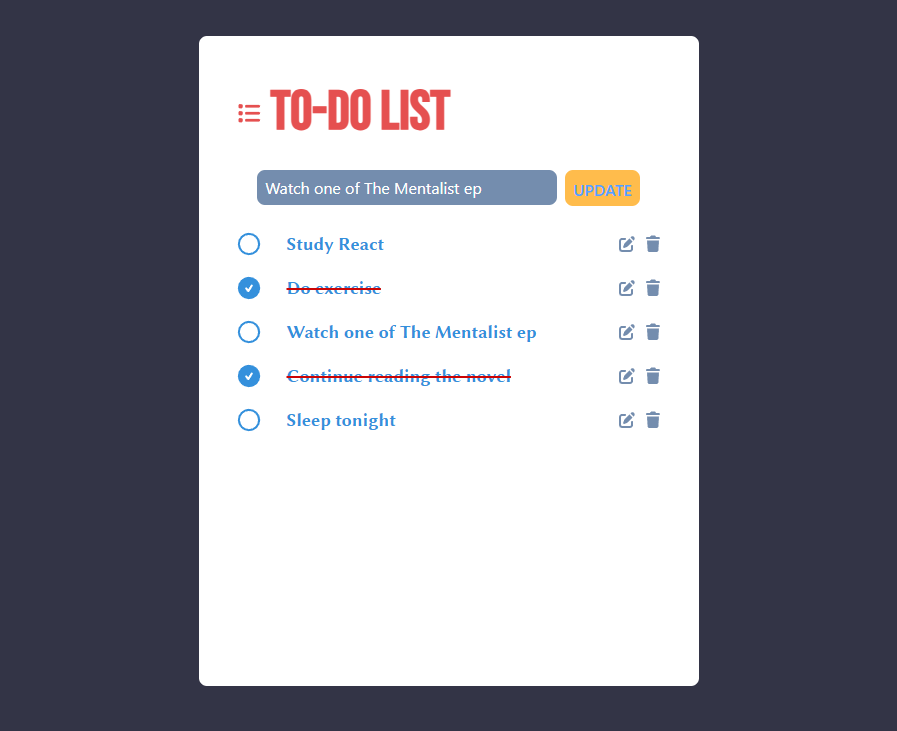 TO-DO LIST
Watch one of The Mentalist ep UPDATE
Study React
Do exercise
Watch one of The Mentalist ep
Continue reading the novel
Sleep tonight